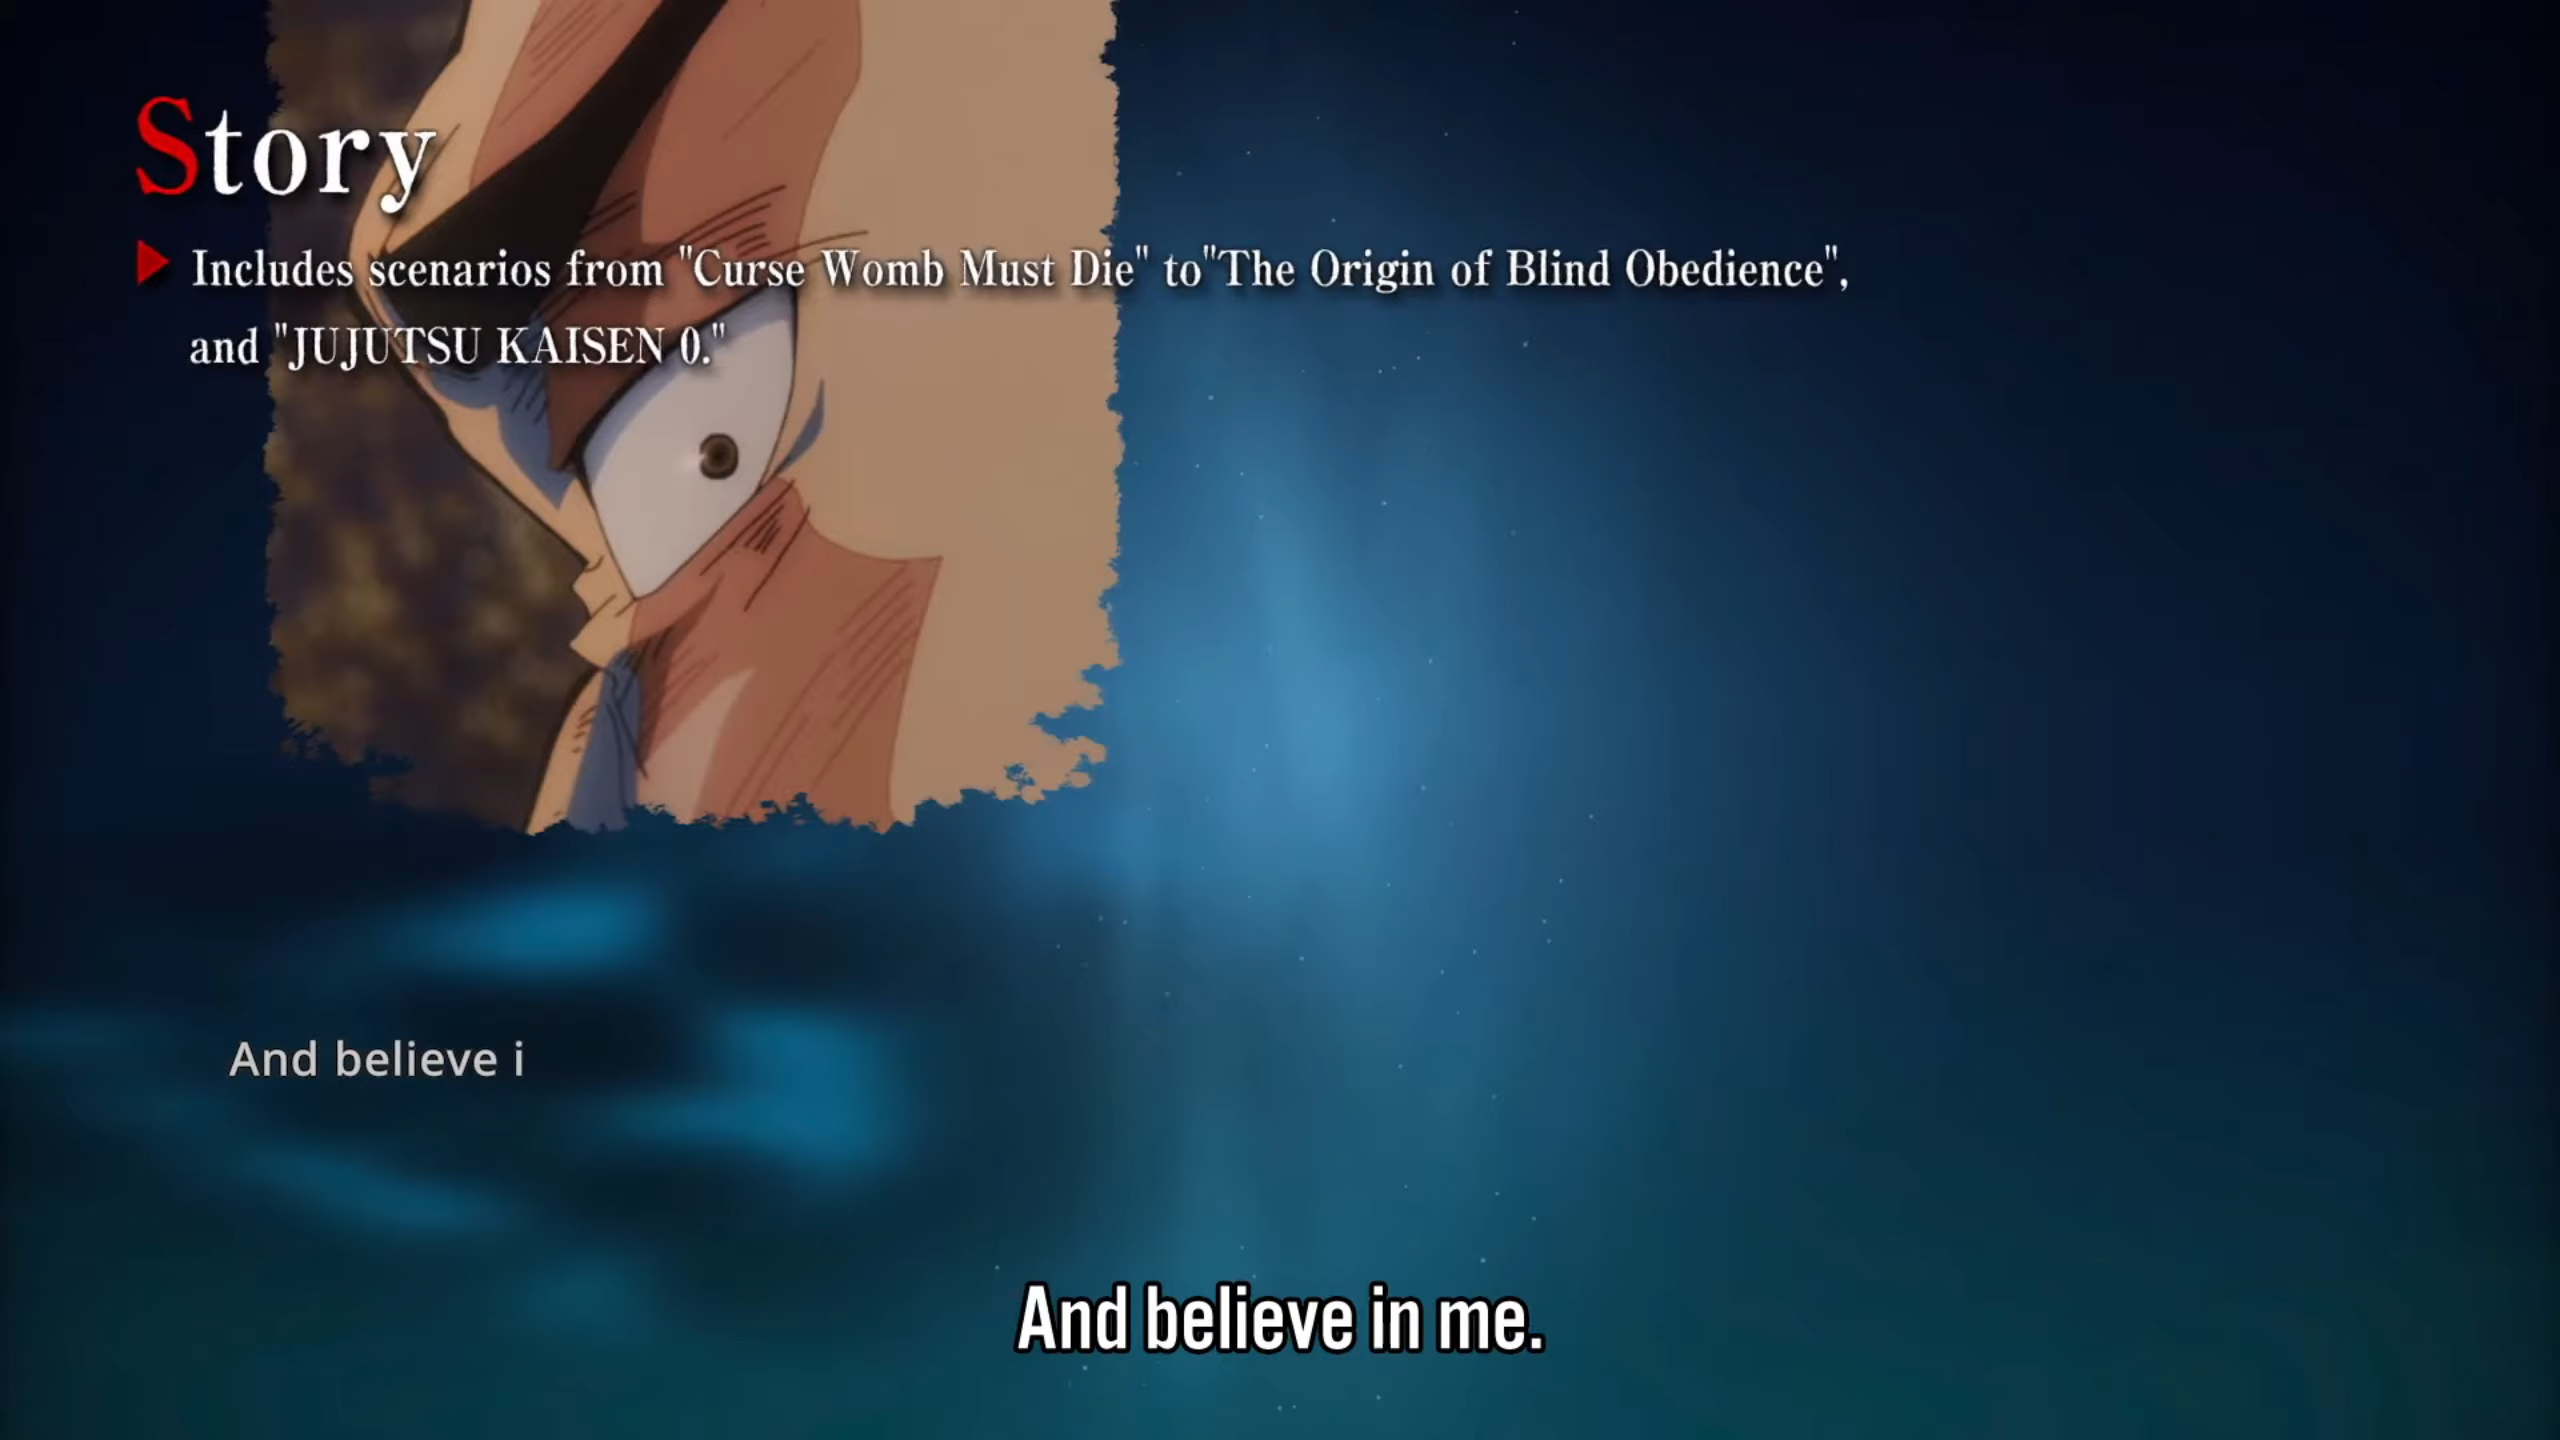 Story
Includes scenarios from "Curse Womb Must Die" to"The Origin of Blind Obedience",
and "JUJUTSU KAISEN 0."
And believe i
And believe in me.